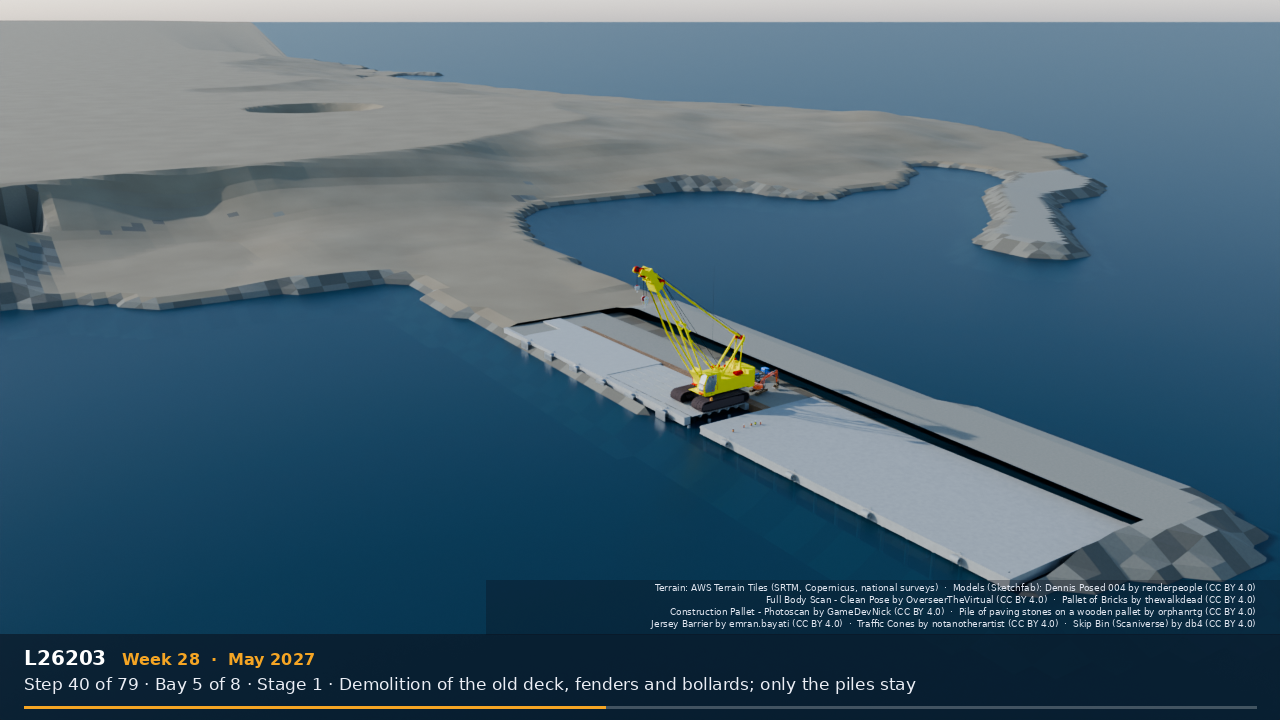 Terrain: AWS Terrain Tiles (SRTM, Copernicus, national surveys) · Models (Sketchfab): Dennis Posed 004 by renderpeople (CC BY 4.0)
Full Body Scan - Clean Pose by OverseerTheVirtual (CC BY 4.0) · Pallet of Bricks by thewalkdead (CC BY 4.0)
Construction Pallet - Photoscan by GameDevNick (CC BY 4.0) · Pile of paving stones on a wooden pallet by orphanrtg (CC BY 4.0)
Jersey Barrier by emran.bayati (CC BY 4.0) · Traffic Cones by notanotherartist (CC BY 4.0) · Skip Bin (Scaniverse) by db4 (CC BY 4.0)
L26203 Week 28 · May 2027
Step 40 of 79 · Bay 5 of 8 · Stage 1 · Demolition of the old deck, fenders and bollards; only the piles stay